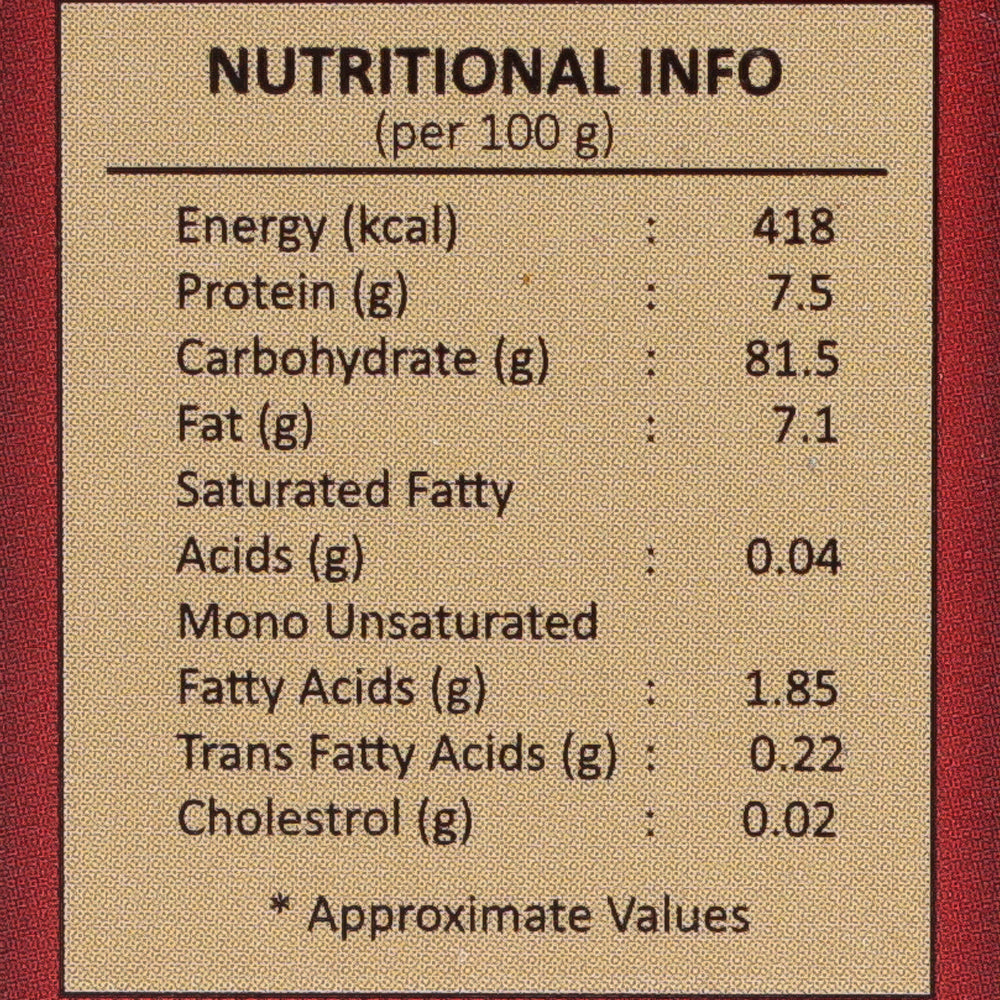 NUTRITIONAL INFO
(per 100 g)
Energy (kcal) : 418
Protein (g) : 7.5
Carbohydrate (g) : 81.5
Fat (g) : 7.1
Saturated Fatty
Acids (g) : 0.04
Mono Unsaturated
Fatty Acids (g) : 1.85
Trans Fatty Acids (g) : 0.22
Cholestrol (g) : 0.02
* Approximate Values